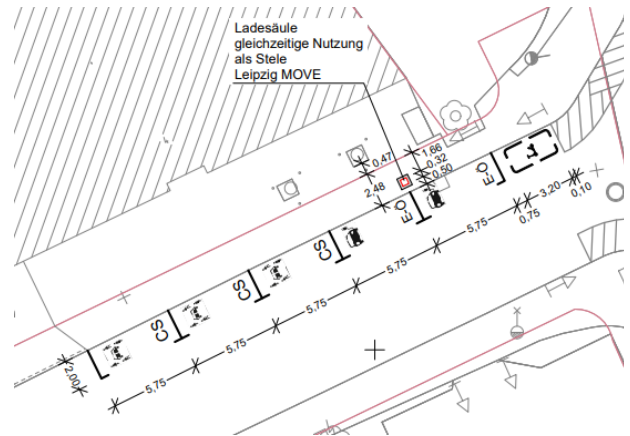 Ladesäule
gleichzeitige Nutzung
als Stele
Leipzig MOVE
0,47
1,66
0,32
0,50
2,48
E-Q
E-Q
3,20
0,10
0,75
5,75
CS
5,75
CS
5,75
CS
5,75
CS
5,75
2,00